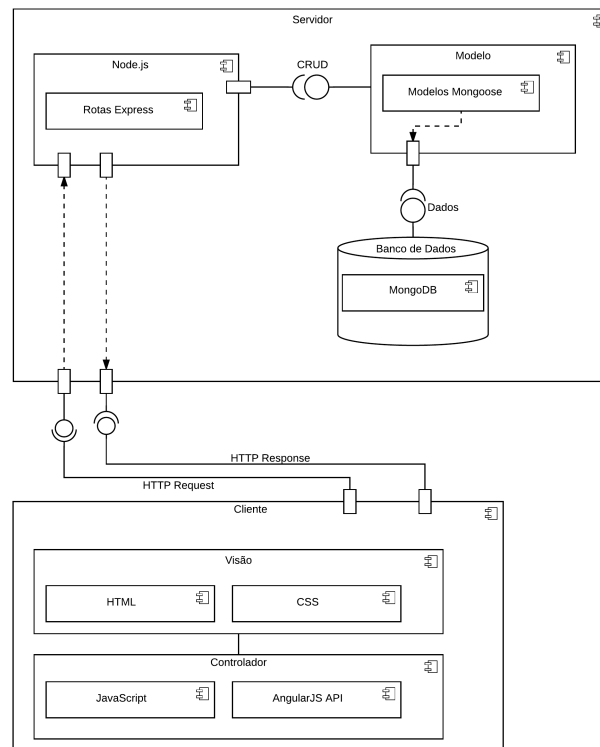 Servidor
Node.js
Rotas Express
CRUD
Modelo
Modelos Mongoose
Dados
Banco de Dados
MongoDB
HTTP Response
HTTP Request
Cliente
Visão
HTML
CSS
Controlador
JavaScript
AngularJS API